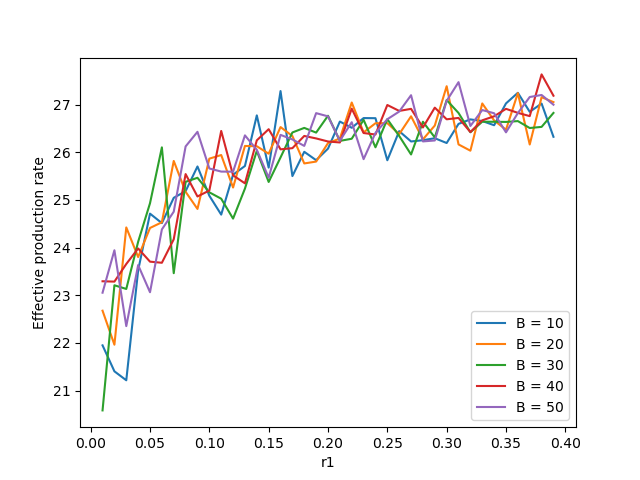 27
26
25
24
23
22
21
Effective production rate
0.00 0.05 0.10 0.15 0.20 0.25 0.30 0.35 0.40
r1
B = 10
B = 20
B = 30
B = 40
B = 50